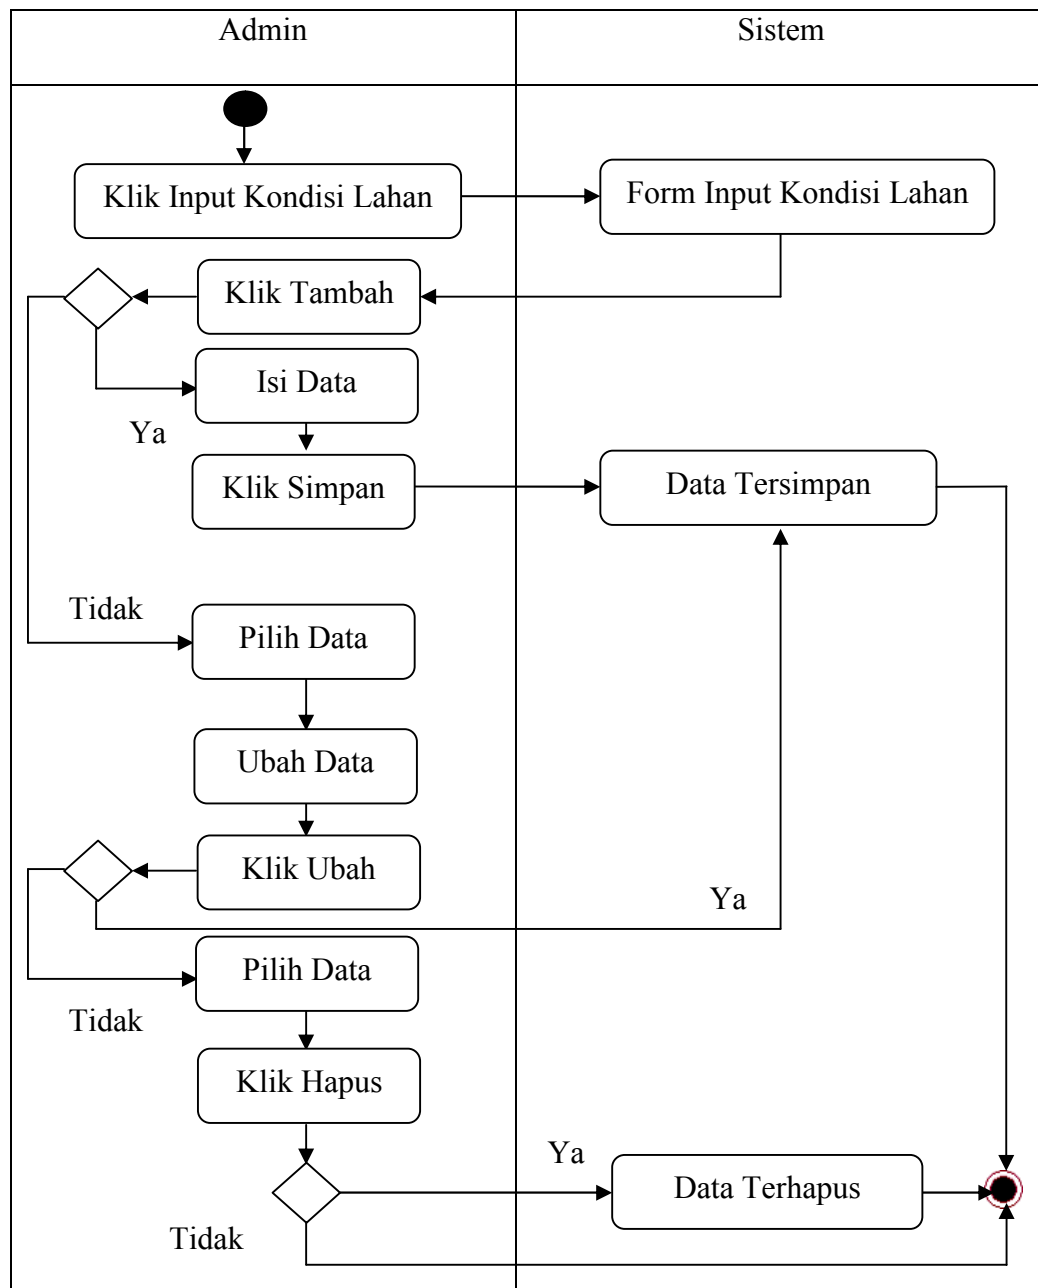 Admin
Sistem
Klik Input Kondisi Lahan
Form Input Kondisi Lahan
Klik Tambah
Isi Data
Ya
Klik Simpan
Data Tersimpan
Tidak
Pilih Data
Ubah Data
Klik Ubah
Ya
Pilih Data
Tidak
Klik Hapus
Ya
Data Terhapus
Tidak